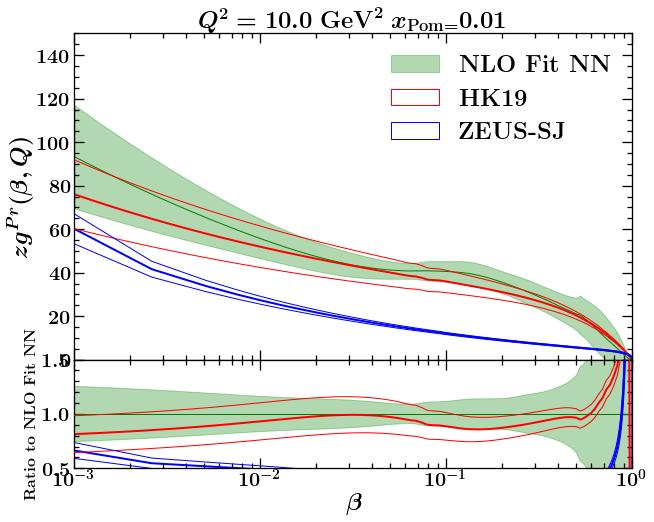 Q² = 10.0 GeV² x_Pom=0.01
NLO Fit NN
HK19
ZEUS-SJ
zg^Pr(β, Q)
140
120
100
80
60
40
20
1.50
1.0
0.5
Ratio to NLO Fit NN
10⁻³
10⁻²
10⁻¹
10⁰
β